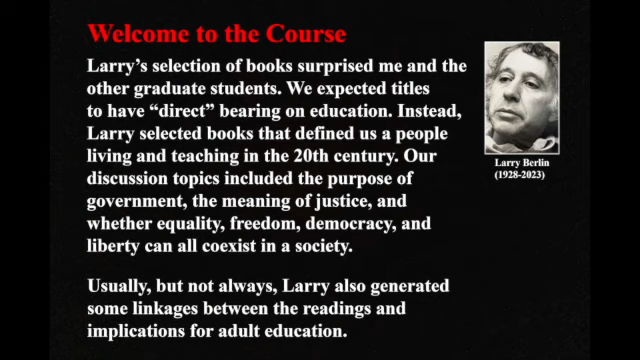 Welcome to the Course
Larry’s selection of books surprised me and the
other graduate students. We expected titles
to have “direct” bearing on education. Instead,
Larry selected books that defined us a people
living and teaching in the 20th century. Our
discussion topics included the purpose of
government, the meaning of justice, and
whether equality, freedom, democracy, and
liberty can all coexist in a society.
Usually, but not always, Larry also generated
some linkages between the readings and
implications for adult education.
Larry Berlin
(1928-2023)